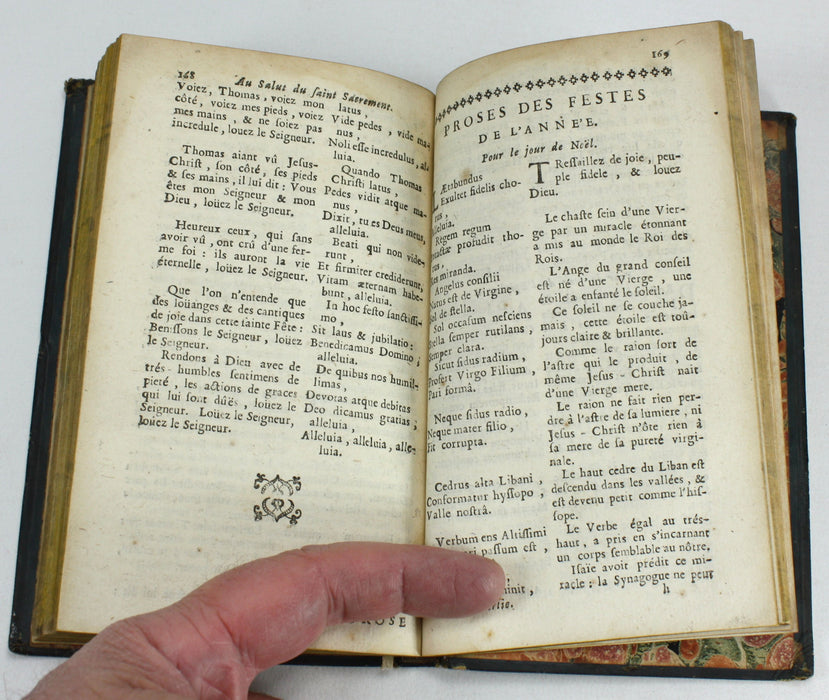 168
Au Salut du saint Sacrement.
Voiez, Thomas, voiez mon
côté, voiez mes pieds, voiez
mes mains, & ne soiez pas
incredule, louez le Seigneur.
Thomas aiant vû Jesus-
Christ, son côté, ses pieds
& ses mains, il lui dit : Vous
êtes mon Seigneur & mon
Dieu, loüez le Seigneur.
Heureux ceux, qui sans
avoir vû, ont crû d'une fer-
me foi : ils auront la vie
éternelle, loüez le Seigneur.
Que l'on n'entende que
des loüanges & des cantiques
de joie dans cette sainte Fête :
Benissons le Seigneur, loüez
le Seigneur.
Rendons à Dieu avec de
trés-humbles sentimens de
pieté, les actions de graces
qui lui sont dûës, loüez le
Seigneur. Loüez le Seigneur,
loüez le Seigneur.
latus,
Vide pedes, vide ma-
nus,
Noli esse incredulus, al-
luia.
Quando Thomas
Christi latus,
Pedes vidit atque ma-
nus,
Dixit, tu es Deus meus,
alleluia.
Beati qui non vide-
runt,
Et firmiter crediderunt,
Vitam æternam habe-
bunt, alleluia.
In hoc festo sanctissi-
mo,
Sit laus & jubilatio :
Benedicamus Domino ;
alleluia.
De quibus nos humil-
limas,
Devotas atque debitas
Deo dicamus gratias,
alleluia,
Alleluia, alleluia, alle-
luia.
ROSE
169
PROSES DES FESTES
DE L'ANNE'E.
Pour le jour de Noël.
Ætabundus
Exultet fidelis cho-
rus,
lleluia.
Regem regum
ntactæ profudit tho-
us,
es miranda.
Angelus consilii
Natus est de Virgine,
Sol de stella.
Sol occasum nesciens
Stella semper rutilans,
Semper clara.
Sicut sidus radium,
Profert Virgo Filium,
Pari formâ.
Neque sidus radio,
Neque mater filio,
Fit corrupta.
Cedrus alta Libani,
Conformatur hyssopo,
Valle nostrâ.
Verbum ens Altissimi
ri passum est,
minit,
TRessaillez de joie, peu-
ple fidele, & louez
Dieu.
Le chaste sein d'une Vier-
ge par un miracle étonnant
a mis au monde le Roi des
Rois.
L'Ange du grand conseil
est né d'une Vierge, une
étoile a enfanté le soleil.
Ce soleil ne se couche ja-
mais, cette étoile est toû-
jours claire & brillante.
Comme le raion sort de
l'astre qui le produit, de
même Jesus-Christ nait
d'une Vierge mere.
Le raion ne fait rien per-
dre à l'astre de sa lumiere, ni
Jesus-Christ n'ôte rien à
sa mere de sa pureté virgi-
nale.
Le haut cedre du Liban est
descendu dans les vallées, &
est devenu petit comme l'his-
sope.
Le Verbe égal au trés-
haut, a pris en s'incarnant
un corps semblable au nôtre.
Isaïe avoir prédit ce mi-
racle : la Synagogue ne peut
h